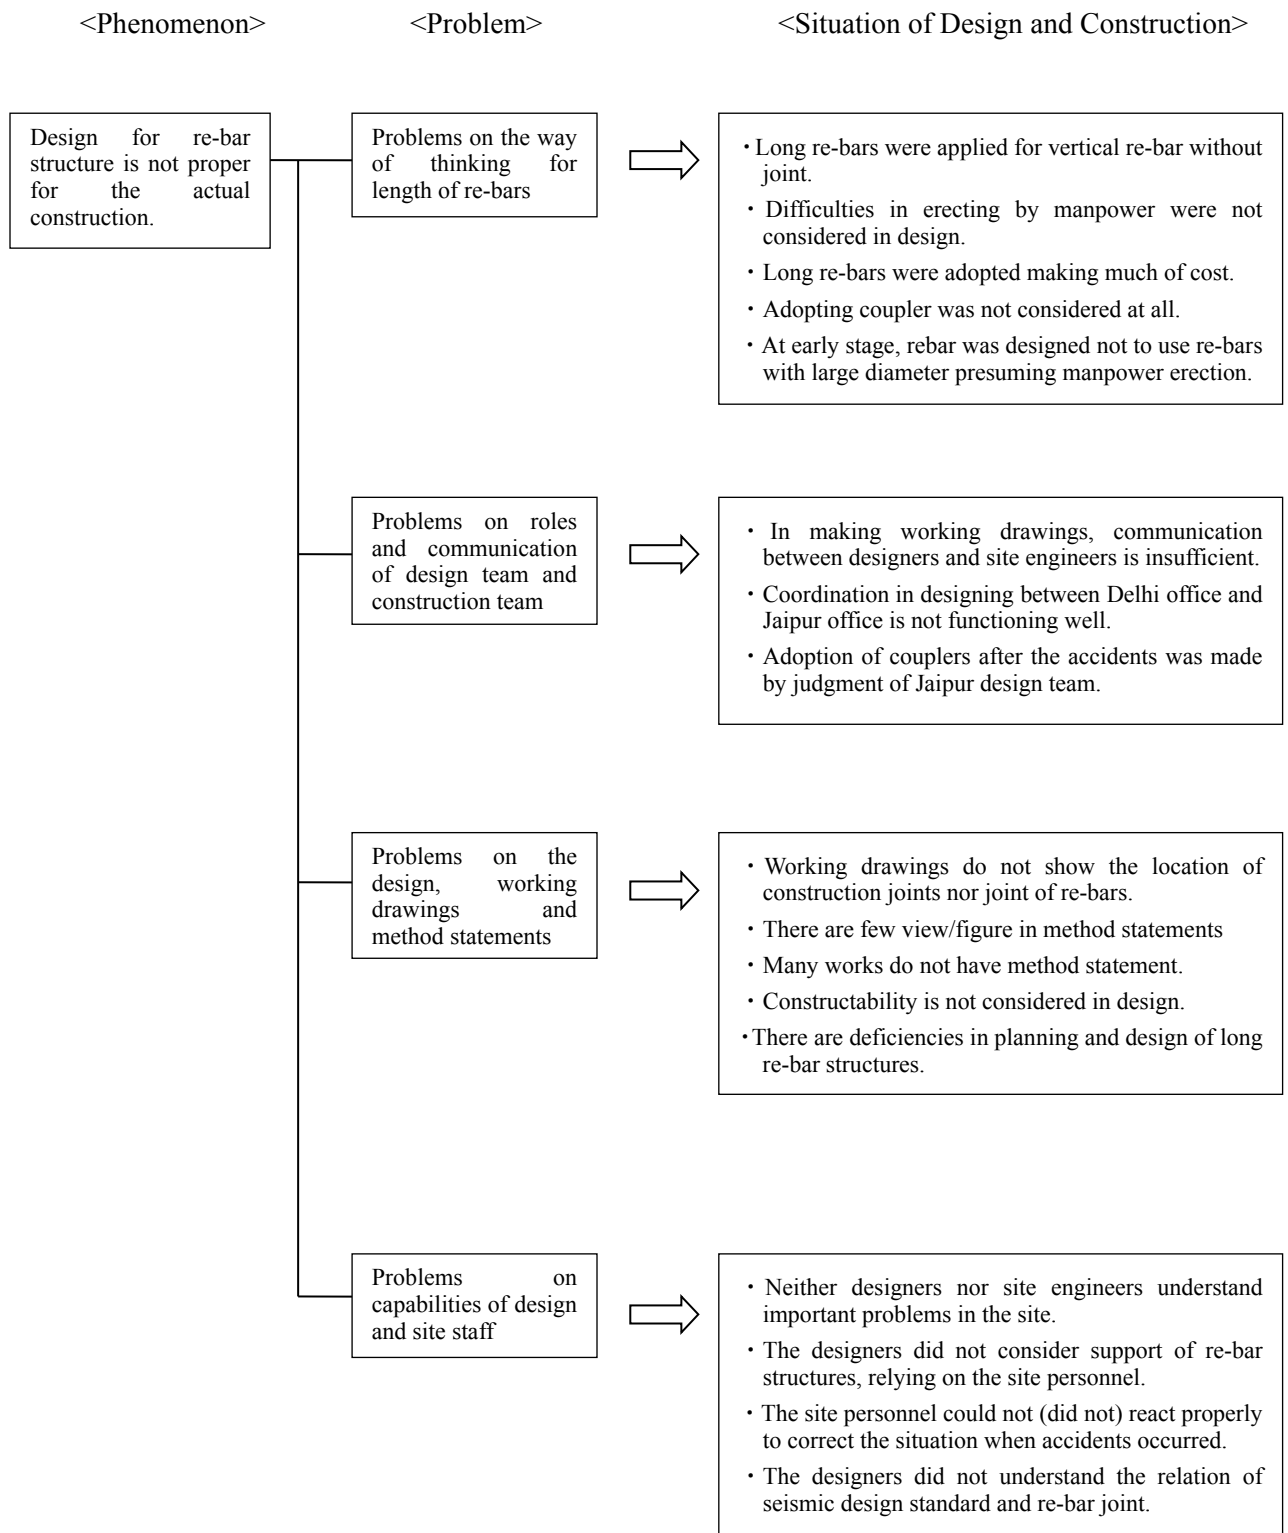 <Phenomenon> <Problem> <Situation of Design and Construction>
Design for re-bar
structure is not proper
for the actual
construction.
Problems on the way
of thinking for
length of re-bars
・Long re-bars were applied for vertical re-bar without
joint.
・Difficulties in erecting by manpower were not
considered in design.
・Long re-bars were adopted making much of cost.
・Adopting coupler was not considered at all.
・At early stage, rebar was designed not to use re-bars
with large diameter presuming manpower erection.
Problems on roles
and communication
of design team and
construction team
・In making working drawings, communication
between designers and site engineers is insufficient.
・Coordination in designing between Delhi office and
Jaipur office is not functioning well.
・Adoption of couplers after the accidents was made
by judgment of Jaipur design team.
Problems on the
design, working
drawings and
method statements
・Working drawings do not show the location of
construction joints nor joint of re-bars.
・There are few view/figure in method statements
・Many works do not have method statement.
・Constructability is not considered in design.
・There are deficiencies in planning and design of long
re-bar structures.
Problems on
capabilities of design
and site staff
・Neither designers nor site engineers understand
important problems in the site.
・The designers did not consider support of re-bar
structures, relying on the site personnel.
・The site personnel could not (did not) react properly
to correct the situation when accidents occurred.
・The designers did not understand the relation of
seismic design standard and re-bar joint.